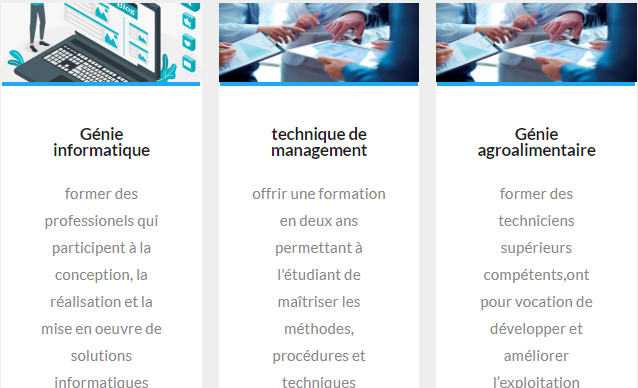 Blog
Génie
informatique
former des
professionels qui
participent à la
conception, la
réalisation et la
mise en oeuvre de
solutions
informatiques
technique de
management
offrir une formation
en deux ans
permettant à
l'étudiant de
maîtriser les
méthodes,
procédures et
techniques
Génie
agroalimentaire
former des
techniciens
supérieurs
compétents,ont
pour vocation de
développer et
améliorer
l’exploitation